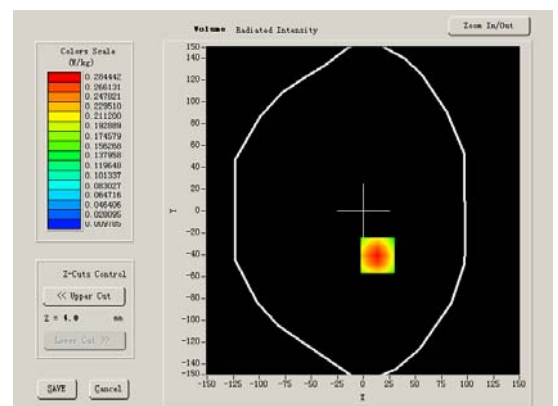 Volume Radiated Intensity
Zoom In/Out
Colors Scale
(W/kg)
0.284442
0.266131
0.247821
0.229510
0.211200
0.192889
0.174579
0.156268
0.137958
0.119648
0.101337
0.083027
0.064716
0.046406
0.028095
0.009785
Z-Cuts Control
<< Upper Cut
Z = 4.0 mm
Lower Cut >>
SAVE
Cancel
150
140
120
100
80
60
40
20
0
-20
-40
-60
-80
-100
-120
-140
-150
Y
-150 -125 -100 -75 -50 -25 0 25 50 75 100 125 150
X